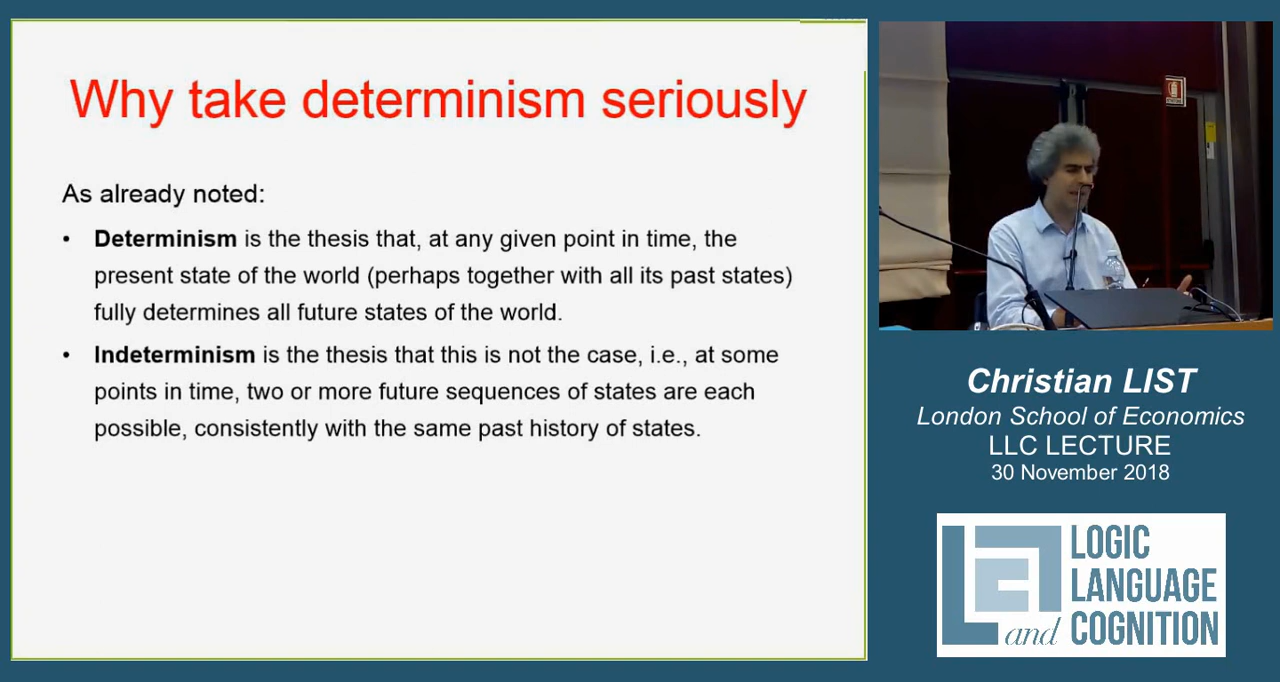 Why take determinism seriously
As already noted:
• Determinism is the thesis that, at any given point in time, the
present state of the world (perhaps together with all its past states)
fully determines all future states of the world.
• Indeterminism is the thesis that this is not the case, i.e., at some
points in time, two or more future sequences of states are each
possible, consistently with the same past history of states.
Christian LIST
London School of Economics
LLC LECTURE
30 November 2018
LOGIC
LANGUAGE
and COGNITION